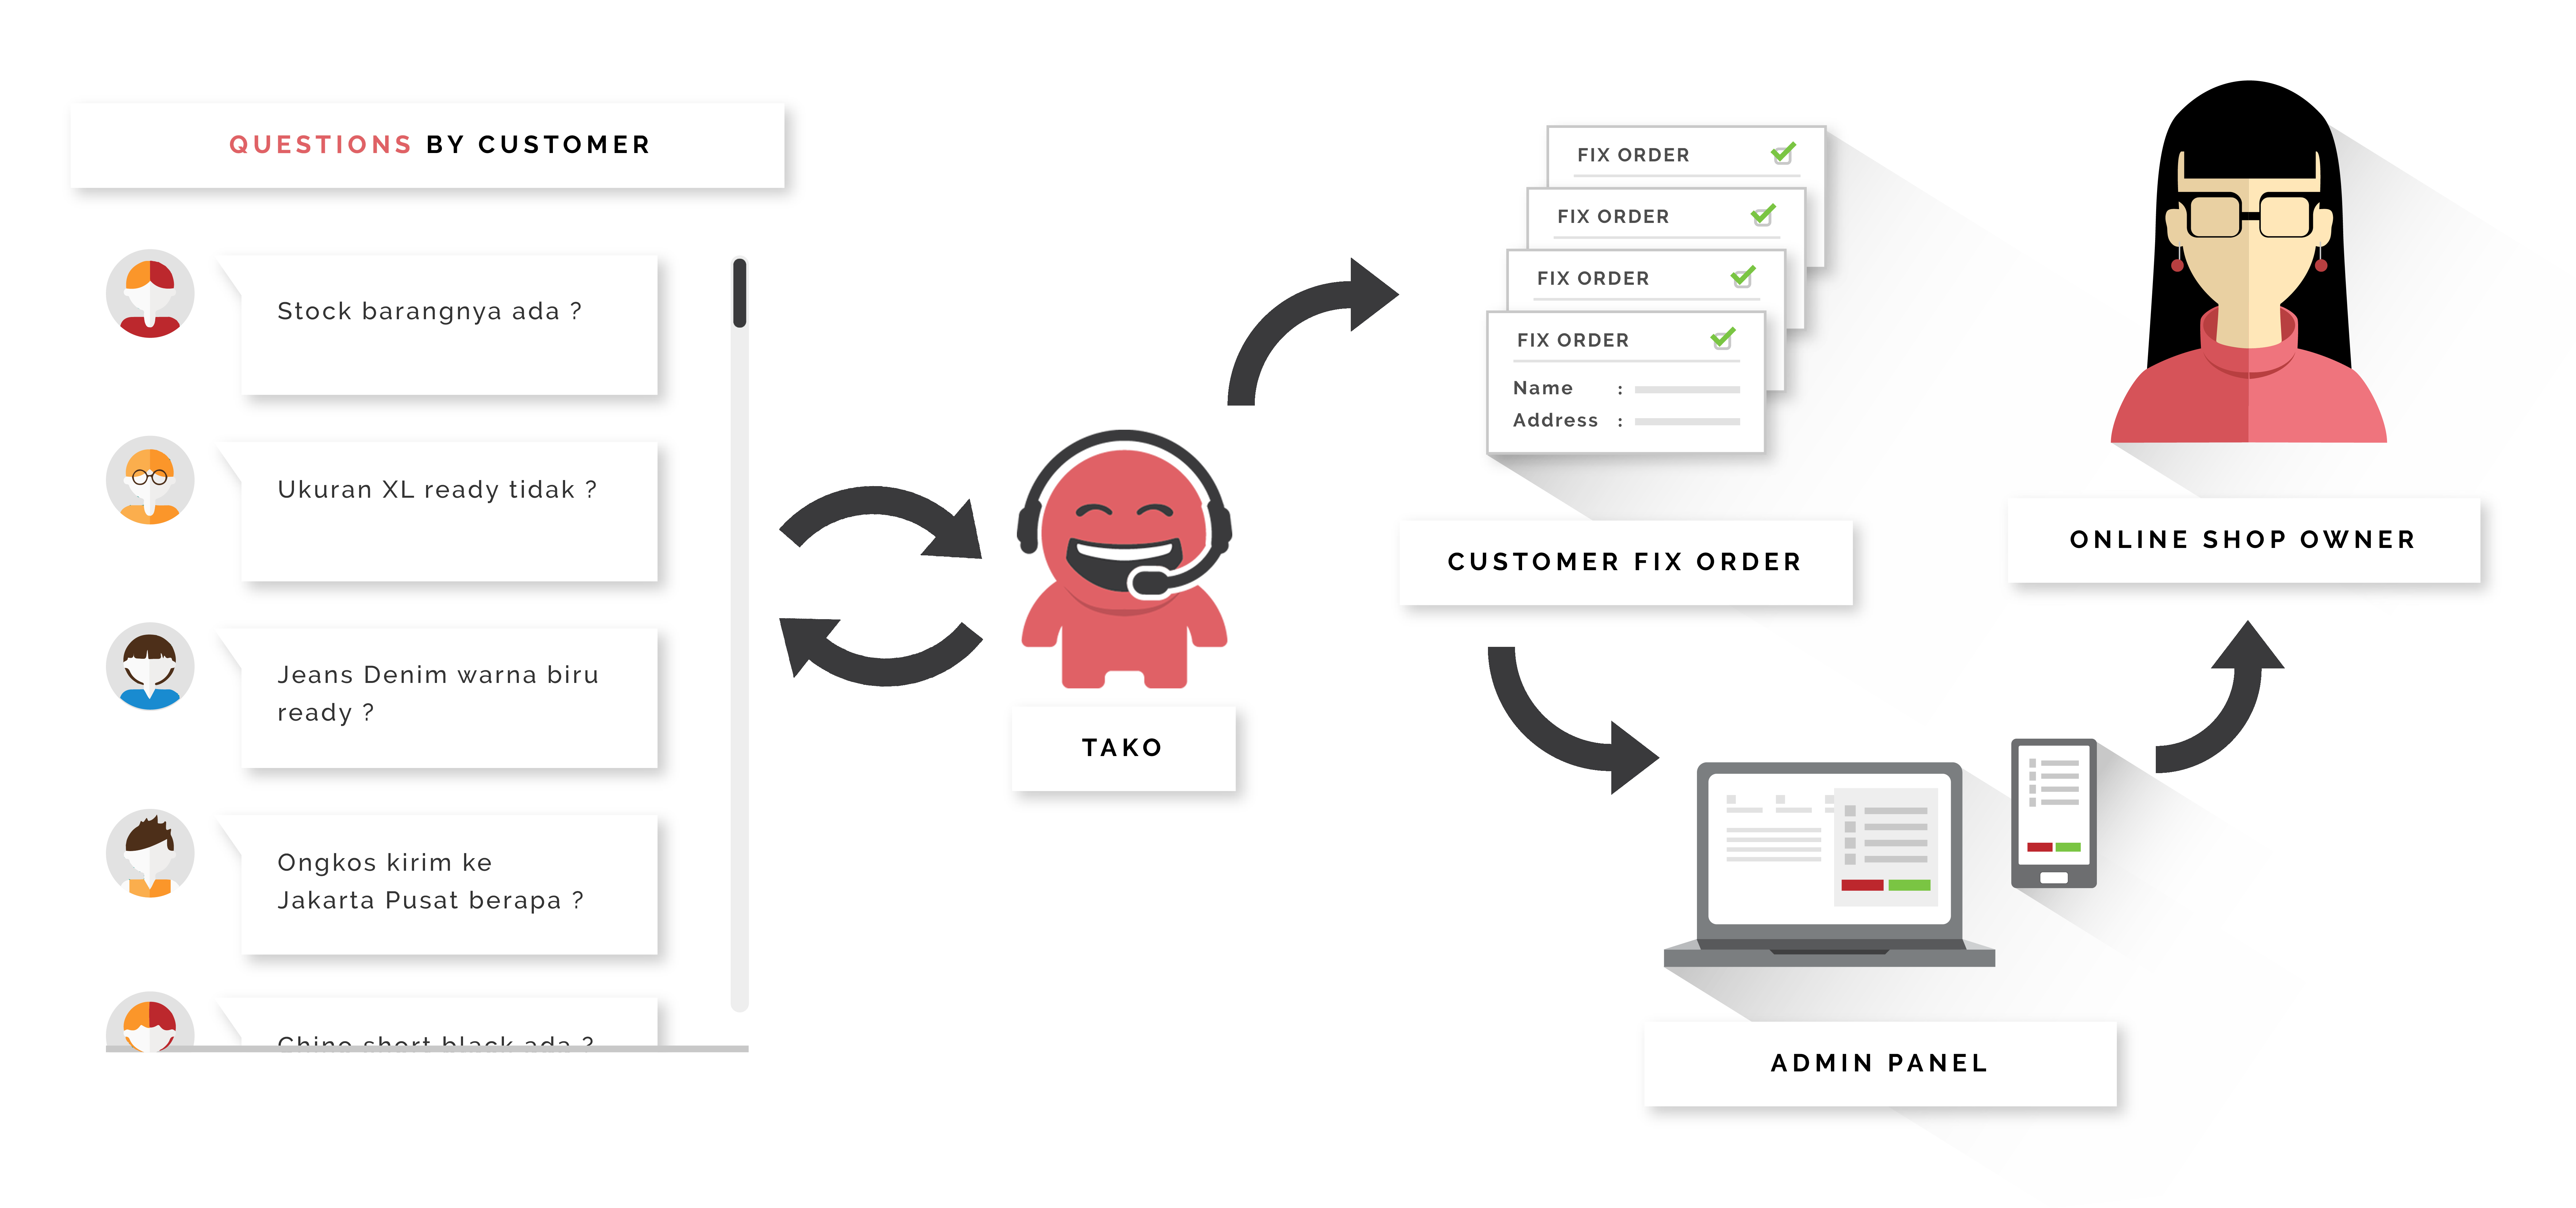 QUESTIONS BY CUSTOMER
Stock barangnya ada ?
Ukuran XL ready tidak ?
Jeans Denim warna biru
ready ?
Ongkos kirim ke
Jakarta Pusat berapa ?
Chino short black ada ?
TAKO
FIX ORDER
FIX ORDER
FIX ORDER
FIX ORDER
Name :
Address :
CUSTOMER FIX ORDER
ONLINE SHOP OWNER
ADMIN PANEL